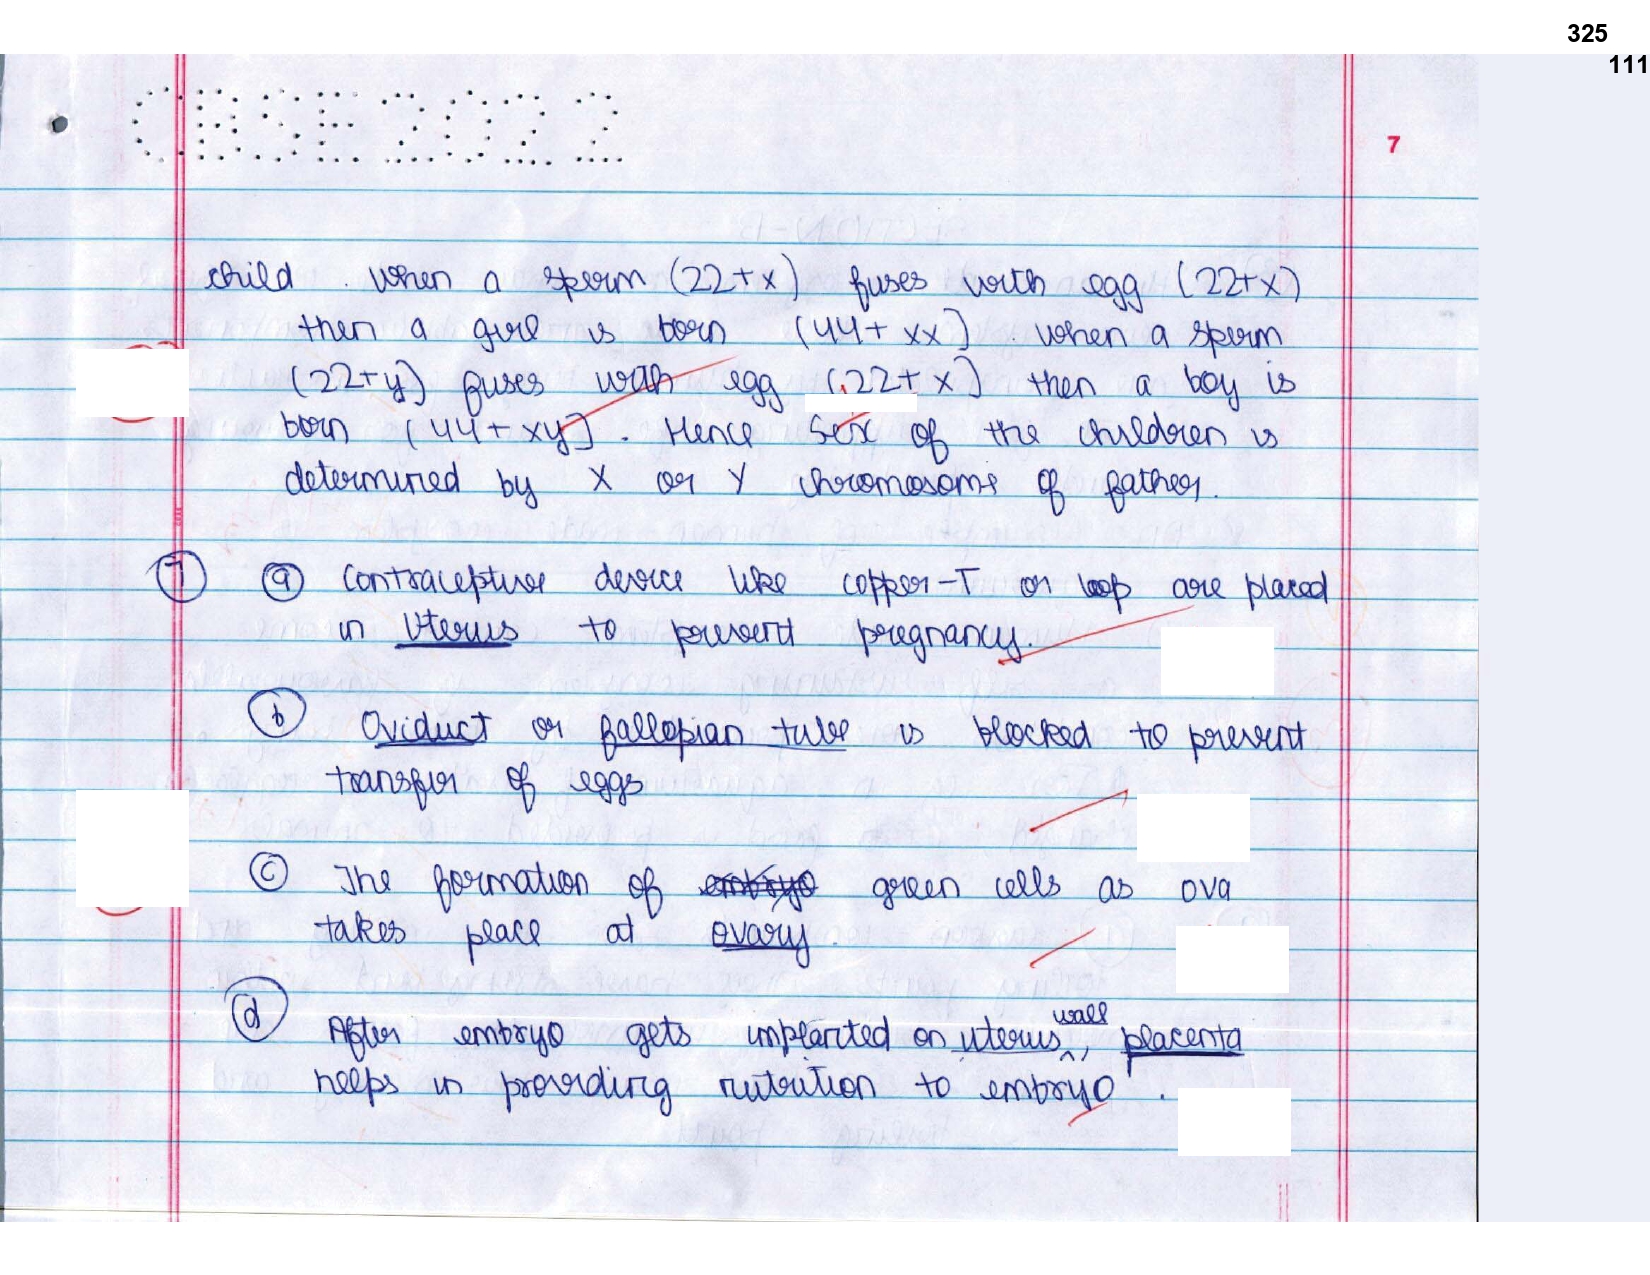 325
111
CBSE 2022
7
child. When a sperm (22+x) fuses with egg (22+x)
then a girl is born (44+ xx). When a sperm
(22+y) fuses with egg (22+x) then a boy is
born (44+xy). Hence Sex of the children is
determined by X or Y chromosome of father.
7 a Contraceptive device like copper-T or loop are placed
in Uterus to prevent pregnancy.
b Oviduct or fallopian tube is blocked to prevent
transfer of eggs
c The formation of embryo green cells as ova
takes place at ovary.
d After embryo gets implanted on uterus wall, placenta
helps in providing nutrition to embryo.